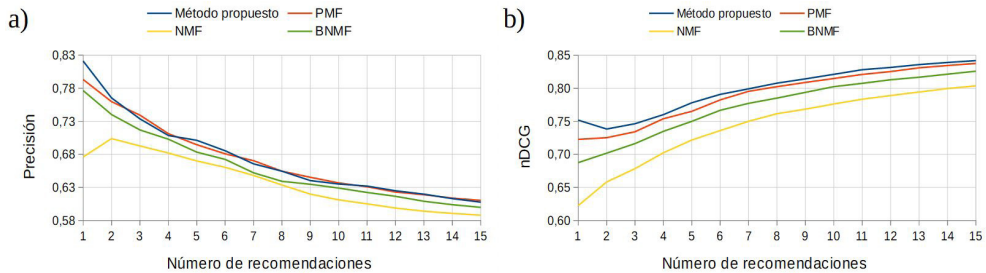 a)
Método propuesto PMF
NMF BNMF
0,83
0,78
0,73
0,68
0,63
0,58
Precisión
1 2 3 4 5 6 7 8 9 10 11 12 13 14 15
Número de recomendaciones
b)
Método propuesto PMF
NMF BNMF
0,85
0,80
0,75
0,70
0,65
0,60
nDCG
1 2 3 4 5 6 7 8 9 10 11 12 13 14 15
Número de recomendaciones